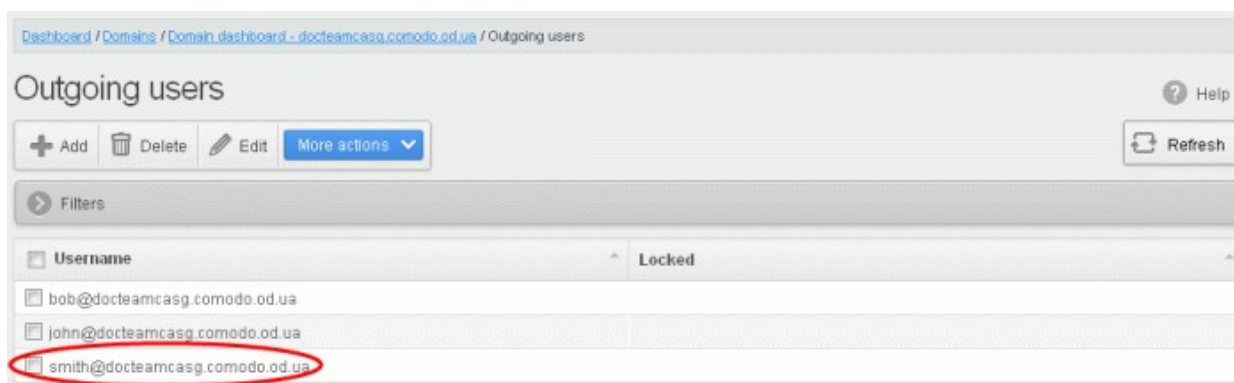 Dashboard / Domains / Domain dashboard - docteamcasg.comodo.od.ua / Outgoing users
Outgoing users
Help
Add Delete Edit More actions
Refresh
Filters
Username Locked
bob@docteamcasg.comodo.od.ua
john@docteamcasg.comodo.od.ua
smith@docteamcasg.comodo.od.ua